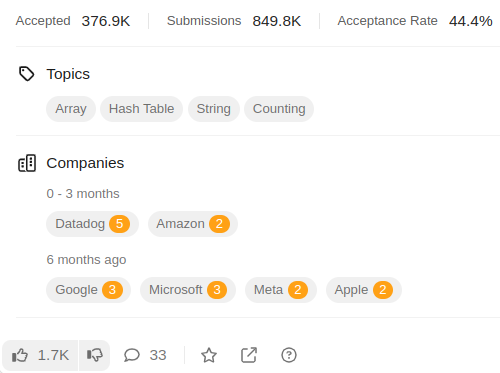 Accepted 376.9K Submissions 849.8K Acceptance Rate 44.4%
Topics
Array Hash Table String Counting
Companies
0 - 3 months
Datadog 5 Amazon 2
6 months ago
Google 3 Microsoft 3 Meta 2 Apple 2
1.7K 33 ?